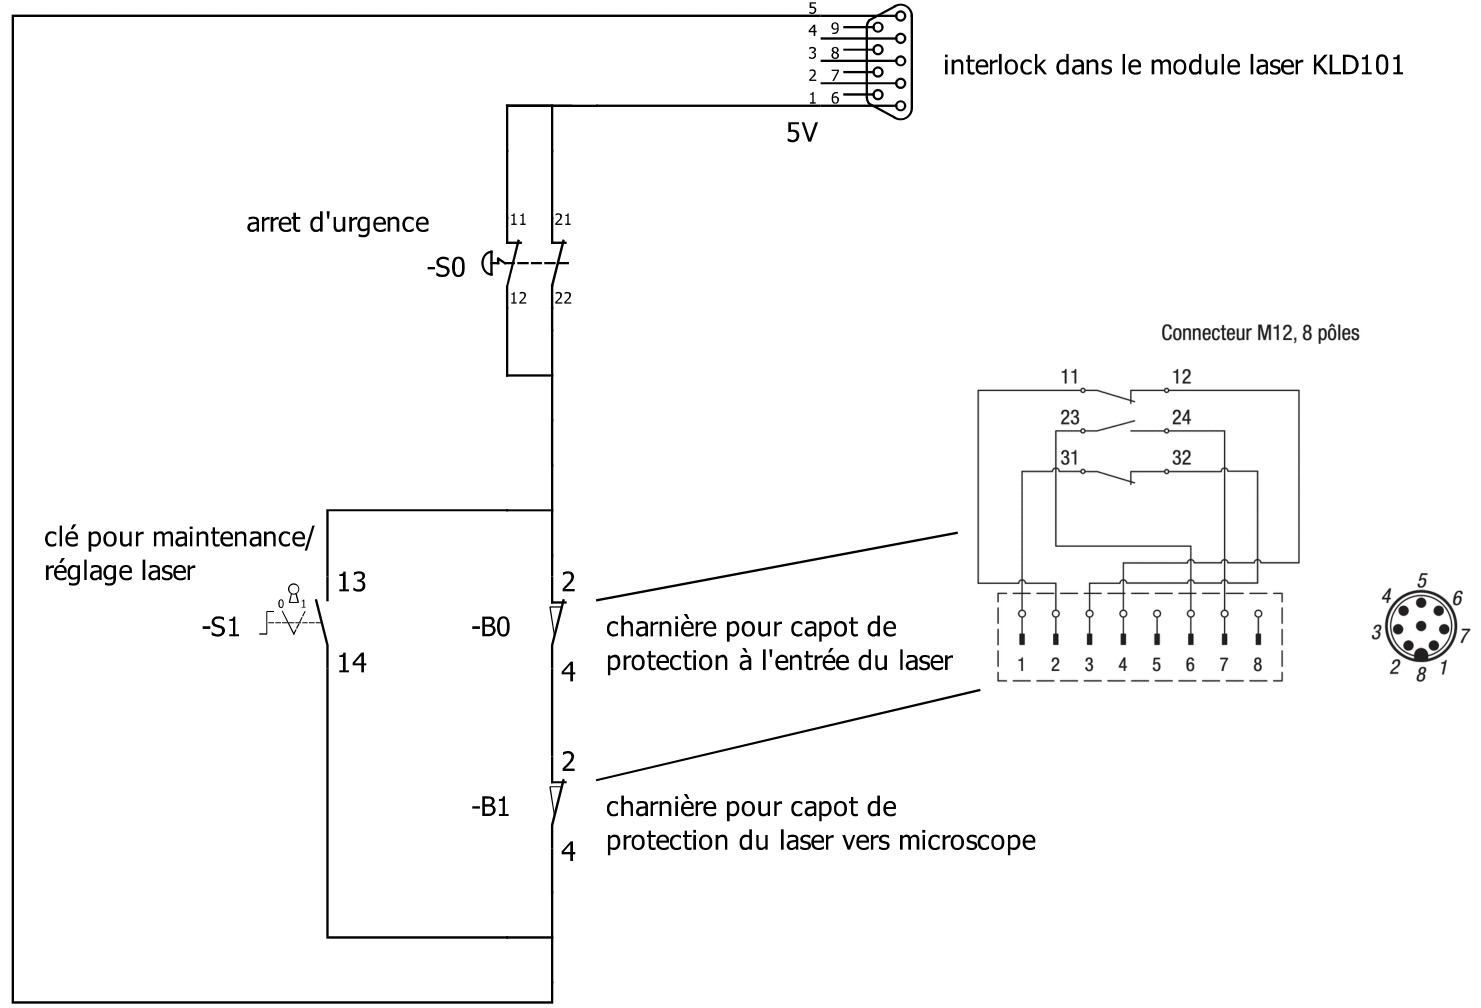 5
4 9
3 8
2 7
1 6
interlock dans le module laser KLD101
5V
arret d'urgence
11 21
-S0
12 22
Connecteur M12, 8 pôles
11 12
23 24
31 32
clé pour maintenance/
réglage laser
13
0 1
-S1
14
2
-B0
4
charnière pour capot de
protection à l'entrée du laser
1 2 3 4 5 6 7 8
5
4 6
3 7
2 8 1
2
-B1
4
charnière pour capot de
protection du laser vers microscope